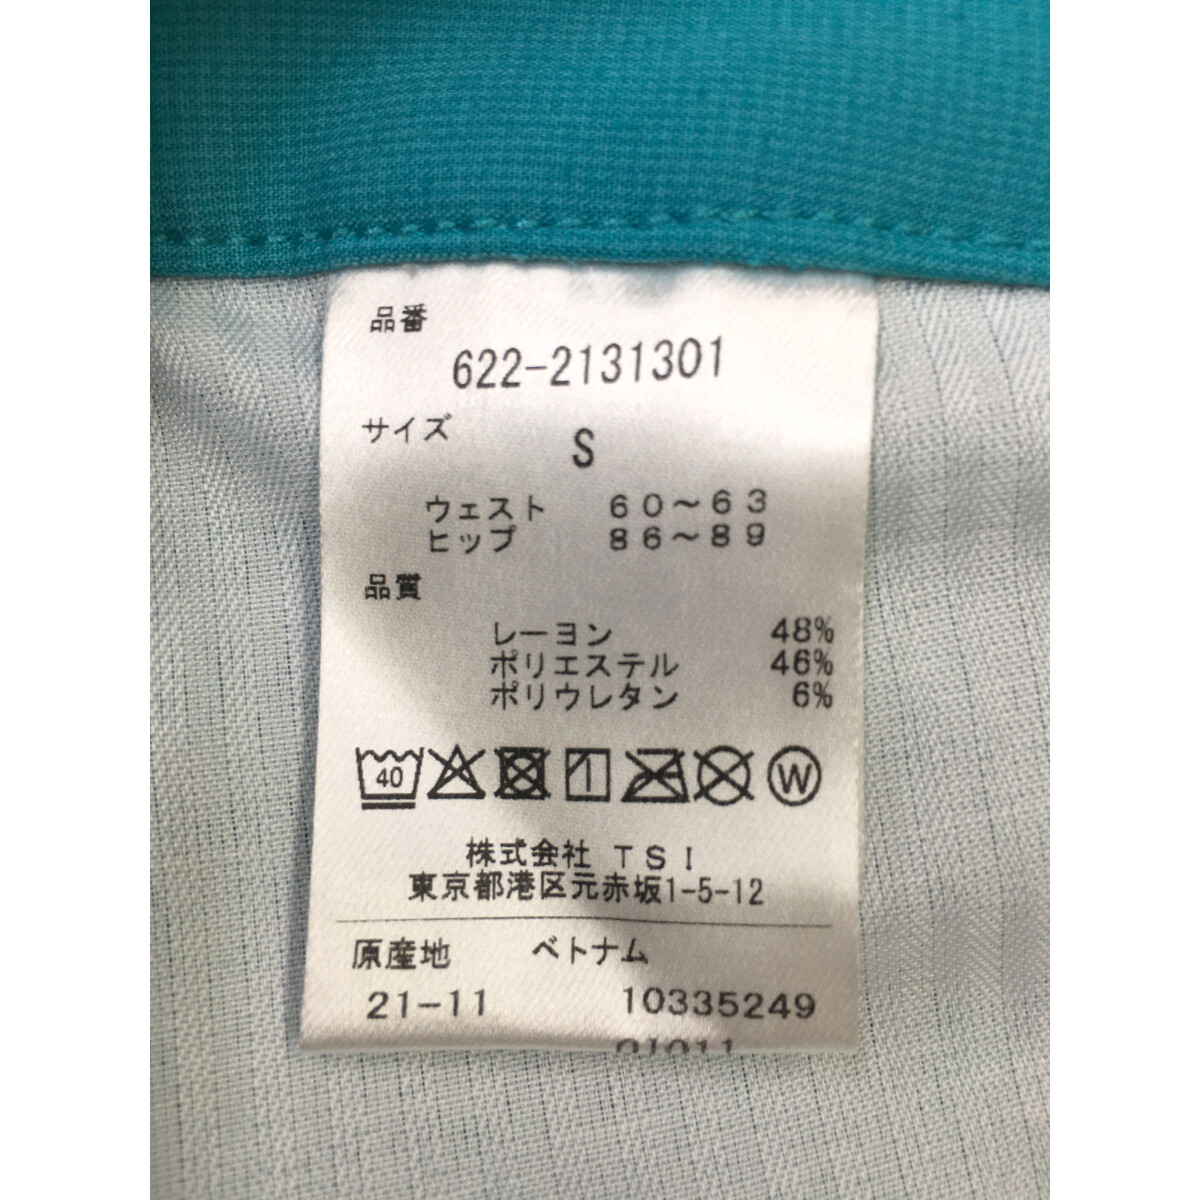 品番
622-2131301
サイズ
S
ウェスト 60～63
ヒップ 86～89
品質
レーヨン 48%
ポリエステル 46%
ポリウレタン 6%
40 W
株式会社 TSI
東京都港区元赤坂1-5-12
原産地 ベトナム
21-11 10335249